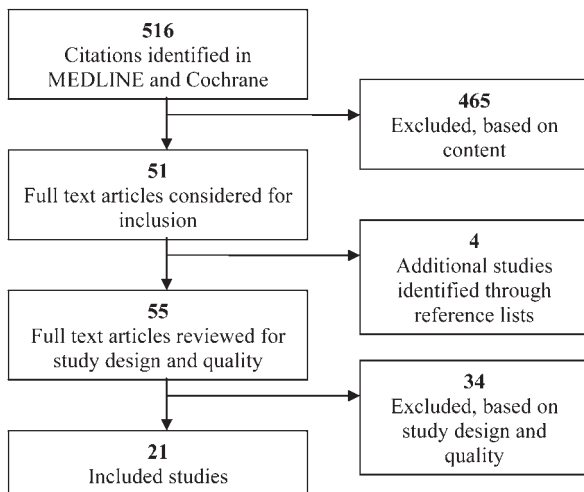 516
Citations identified in
MEDLINE and Cochrane
465
Excluded, based on
content
51
Full text articles considered for
inclusion
4
Additional studies
identified through
reference lists
55
Full text articles reviewed for
study design and quality
34
Excluded, based on
study design and
quality
21
Included studies